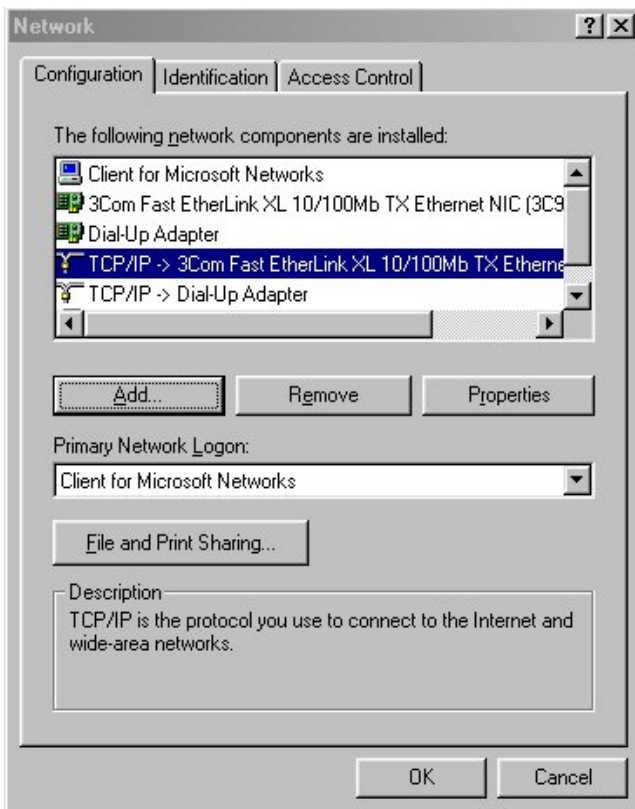 Network
Configuration Identification Access Control
The following network components are installed:
Client for Microsoft Networks
3Com Fast EtherLink XL 10/100Mb TX Ethernet NIC (3C9
Dial-Up Adapter
TCP/IP -> 3Com Fast EtherLink XL 10/100Mb TX Etherne
TCP/IP -> Dial-Up Adapter
Add... Remove Properties
Primary Network Logon:
Client for Microsoft Networks
File and Print Sharing...
Description
TCP/IP is the protocol you use to connect to the Internet and
wide-area networks.
OK Cancel